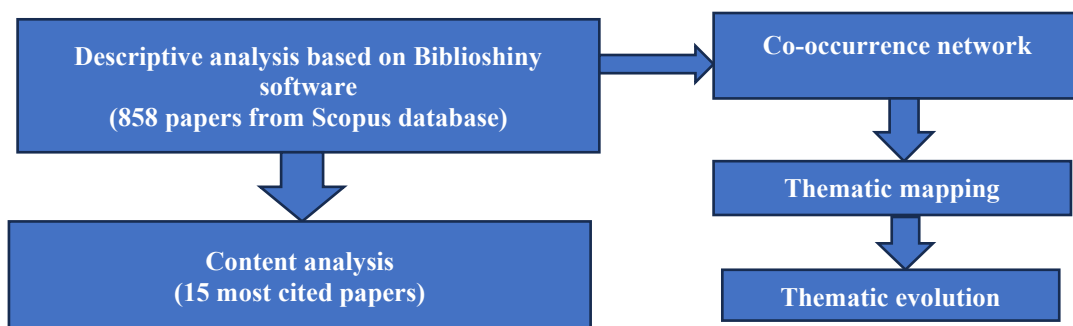 Descriptive analysis based on Biblioshiny
software
(858 papers from Scopus database)
Co-occurrence network
Thematic mapping
Content analysis
(15 most cited papers)
Thematic evolution